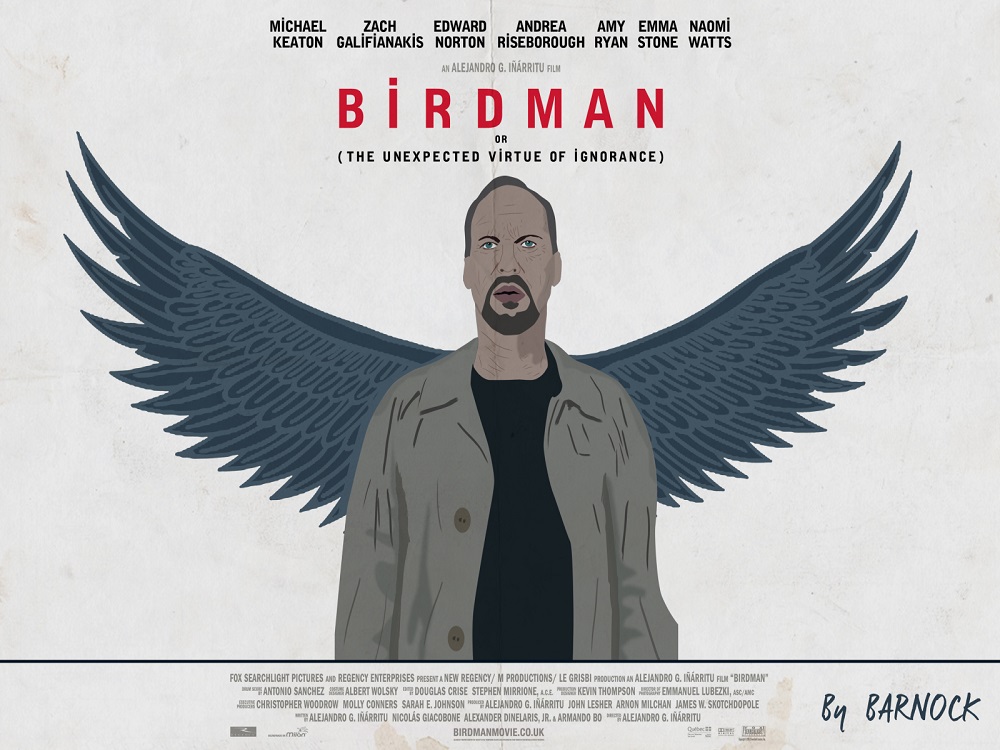 MİCHAEL KEATON ZACH GALİFİANAKİS EDWARD NORTON ANDREA RİSEBOROUGH AMY RYAN EMMA STONE NAOMİ WATTS
AN ALEJANDRO G. IÑÁRRITU FILM
BİRDMAN
OR
(THE UNEXPECTED VİRTUE OF İGNORANCE)
FOX SEARCHLIGHT PICTURES AND REGENCY ENTERPRISES PRESENT A NEW REGENCY/ M PRODUCTIONS/ LE GRISBI PRODUCTION AN ALEJANDRO G. IÑÁRRITU FILM "BIRDMAN"
ANTONIO SANCHEZ ALBERT WOLSKY DOUGLAS CRISE STEPHEN MIRRIONE, A.C.E. KEVIN THOMPSON EMMANUEL LUBEZKI, ASC/AMC
CHRISTOPHER WOODROW MOLLY CONNERS SARAH E. JOHNSON ALEJANDRO G. IÑÁRRITU JOHN LESHER ARNON MILCHAN JAMES W. SKOTCHDOPOLE
ALEJANDRO G. IÑÁRRITU NICOLÁS GIACOBONE ALEXANDER DINELARIS, JR. & ARMANDO BO ALEJANDRO G. IÑÁRRITU
BIRDMANMOVIE.CO.UK
By BARNOCK